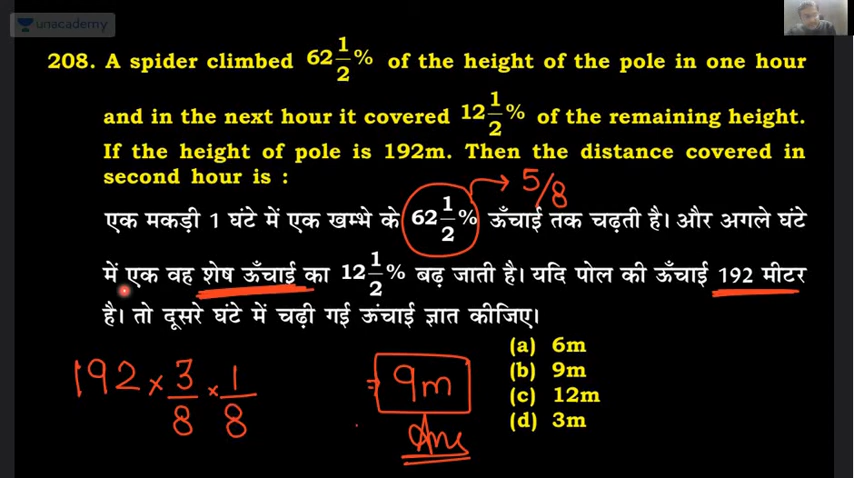 unacademy
208. A spider climbed 62 1/2 % of the height of the pole in one hour
and in the next hour it covered 12 1/2 % of the remaining height.
If the height of pole is 192m. Then the distance covered in
second hour is :
→ 5/8
एक मकड़ी 1 घंटे में एक खम्भे के 62 1/2 % ऊँचाई तक चढ़ती है। और अगले घंटे
में एक वह शेष ऊँचाई का 12 1/2 % बढ़ जाती है। यदि पोल की ऊँचाई 192 मीटर
है। तो दूसरे घंटे में चढ़ी गई ऊंचाई ज्ञात कीजिए।
(a) 6m
(b) 9m
(c) 12m
(d) 3m
192 × 3/8 × 1/8 = 9m
Ans